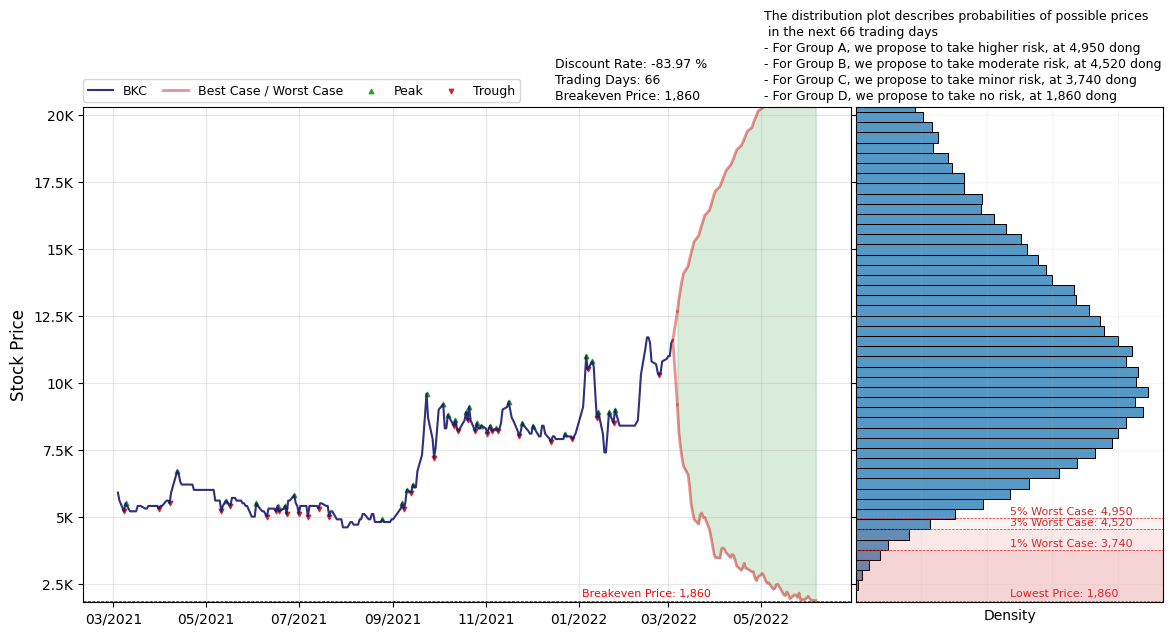 The distribution plot describes probabilities of possible prices
in the next 66 trading days
- For Group A, we propose to take higher risk, at 4,950 dong
- For Group B, we propose to take moderate risk, at 4,520 dong
- For Group C, we propose to take minor risk, at 3,740 dong
- For Group D, we propose to take no risk, at 1,860 dong
Discount Rate: -83.97 %
Trading Days: 66
Breakeven Price: 1,860
BKC
Best Case / Worst Case
Peak
Trough
Stock Price
20K
17.5K
15K
12.5K
10K
7.5K
5K
2.5K
03/2021
05/2021
07/2021
09/2021
11/2021
01/2022
03/2022
05/2022
Breakeven Price: 1,860
5% Worst Case: 4,950
3% Worst Case: 4,520
1% Worst Case: 3,740
Lowest Price: 1,860
Density